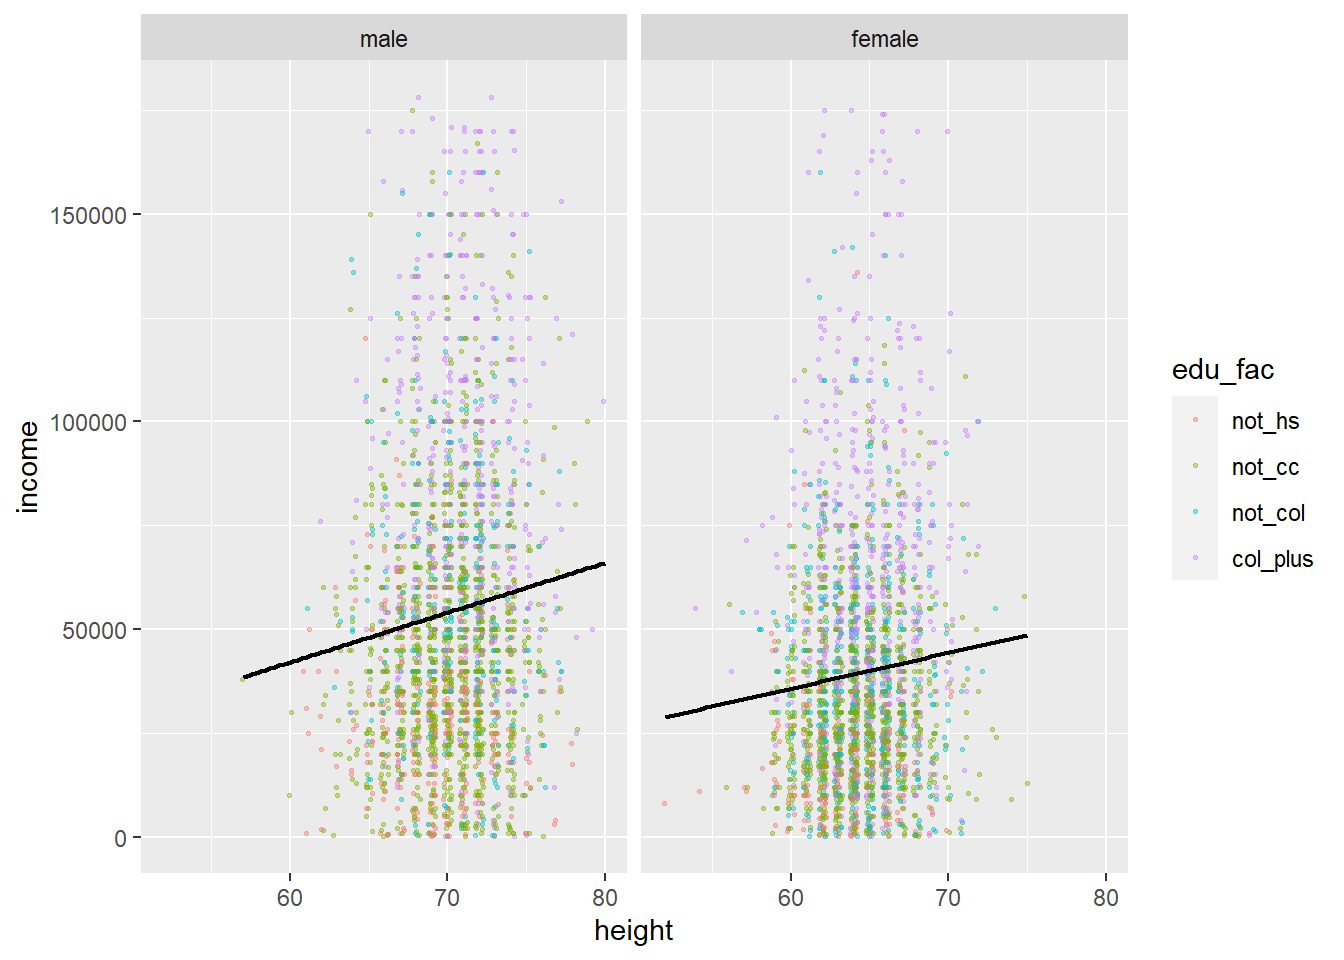 male
female
150000
100000
50000
0
60
70
80
60
70
80
height
income
edu_fac
not_hs
not_cc
not_col
col_plus